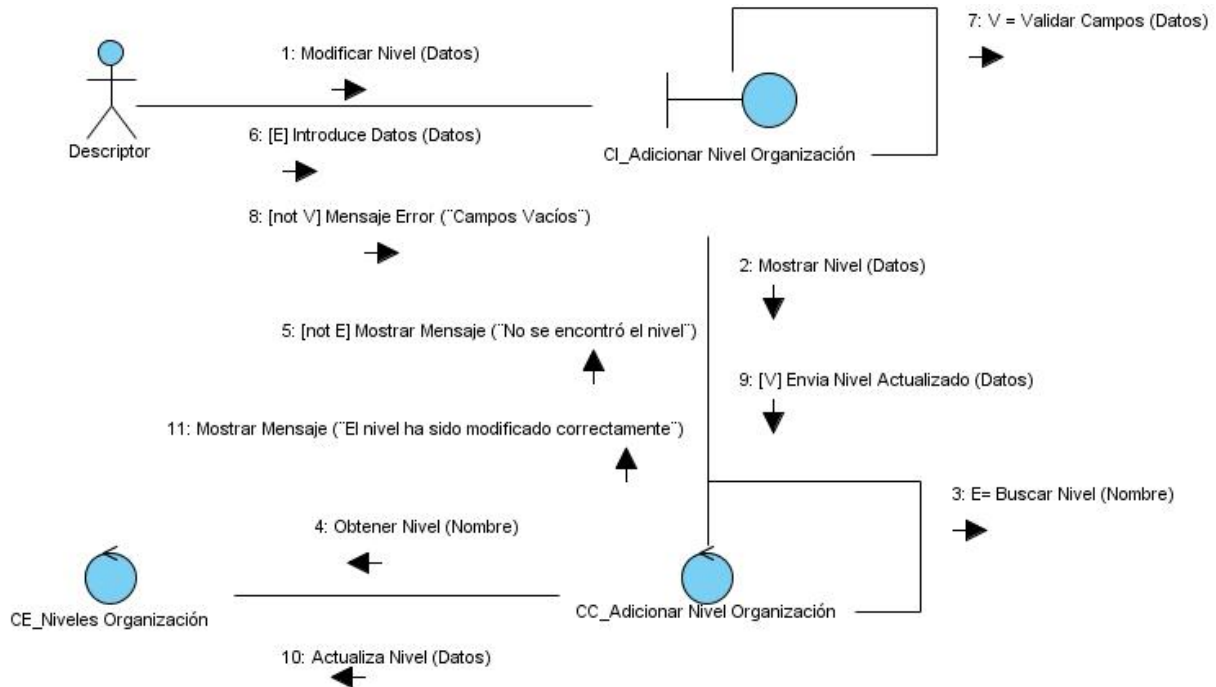 7: V = Validar Campos (Datos)
1: Modificar Nivel (Datos)
6: [E] Introduce Datos (Datos)
Descriptor
CI_Adicionar Nivel Organización
8: [not V] Mensaje Error (¨Campos Vacíos¨)
2: Mostrar Nivel (Datos)
5: [not E] Mostrar Mensaje (¨No se encontró el nivel¨)
9: [V] Envia Nivel Actualizado (Datos)
11: Mostrar Mensaje (¨El nivel ha sido modificado correctamente¨)
3: E= Buscar Nivel (Nombre)
4: Obtener Nivel (Nombre)
CE_Niveles Organización
CC_Adicionar Nivel Organización
10: Actualiza Nivel (Datos)